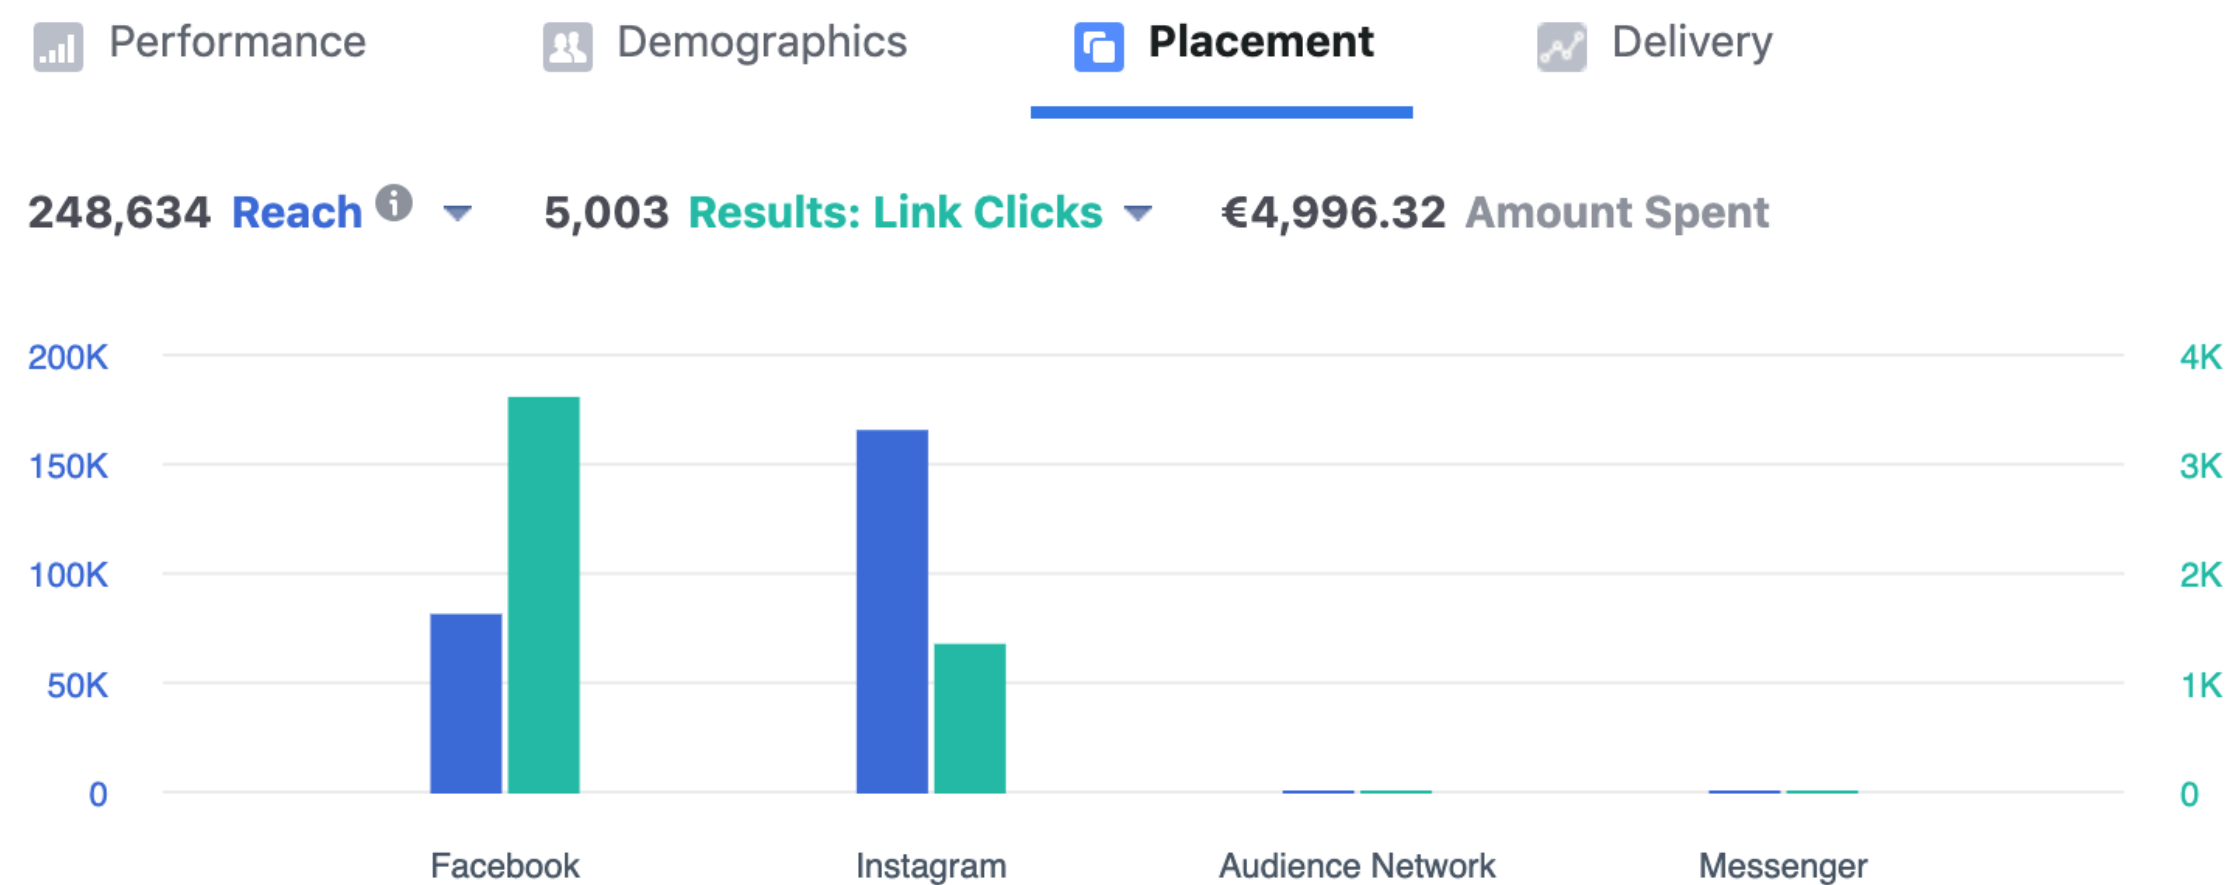 Performance Demographics Placement Delivery
248,634 Reach 5,003 Results: Link Clicks €4,996.32 Amount Spent
200K 4K
150K 3K
100K 2K
50K 1K
0 0
Facebook Instagram Audience Network Messenger